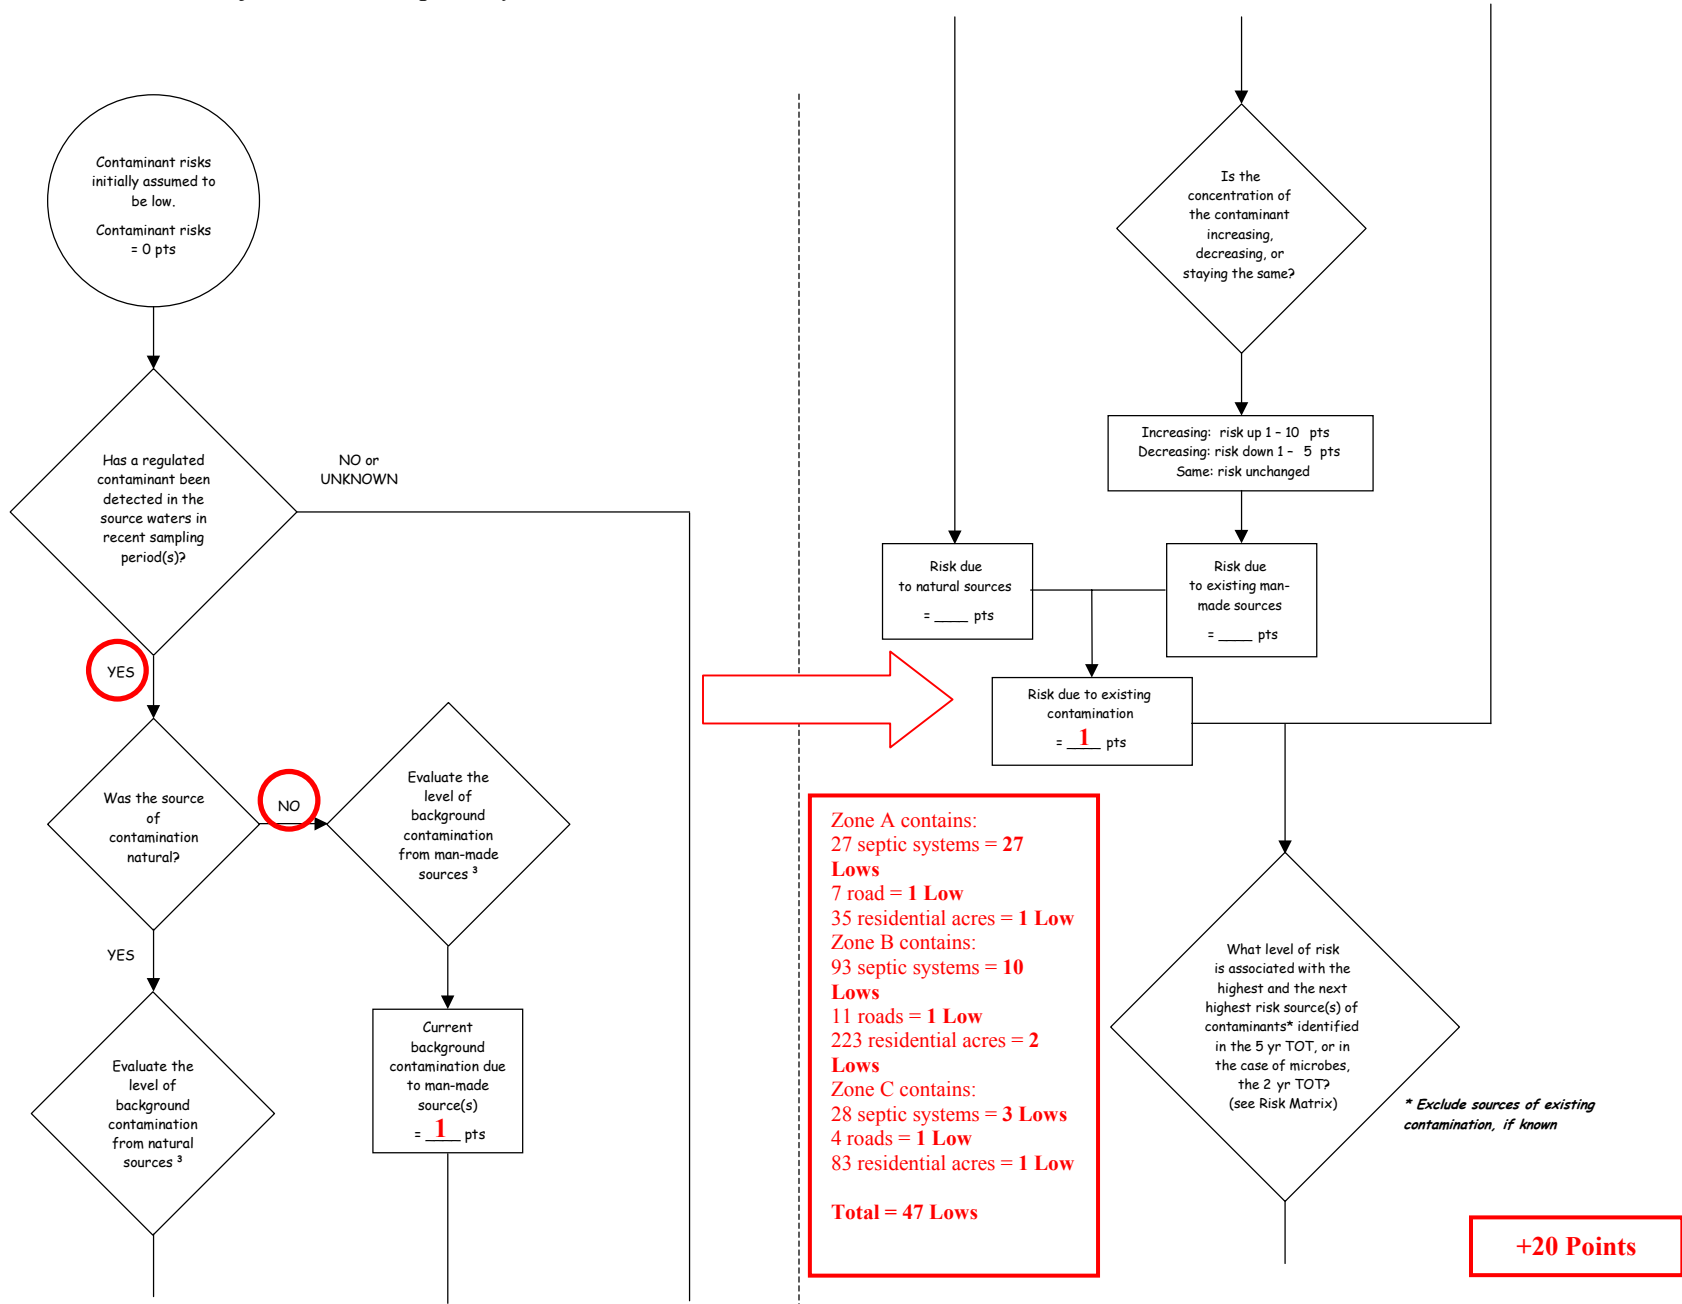 Contaminant risks
initially assumed to
be low.
Contaminant risks
= 0 pts
Has a regulated
contaminant been
detected in the
source waters in
recent sampling
period(s)?
NO or
UNKNOWN
YES
Was the source
of
contamination
natural?
NO
Evaluate the
level of
background
contamination
from man-made
sources ³
YES
Evaluate the
level of
background
contamination
from natural
sources ³
Current
background
contamination due
to man-made
source(s)
= 1 pts
Is the
concentration of
the contaminant
increasing,
decreasing, or
staying the same?
Increasing: risk up 1 – 10 pts
Decreasing: risk down 1 – 5 pts
Same: risk unchanged
Risk due
to natural sources
= ____ pts
Risk due
to existing man-
made sources
= ____ pts
Risk due to existing
contamination
= 1 pts
Zone A contains:
27 septic systems = 27
Lows
7 road = 1 Low
35 residential acres = 1 Low
Zone B contains:
93 septic systems = 10
Lows
11 roads = 1 Low
223 residential acres = 2
Lows
Zone C contains:
28 septic systems = 3 Lows
4 roads = 1 Low
83 residential acres = 1 Low
Total = 47 Lows
What level of risk
is associated with the
highest and the next
highest risk source(s) of
contaminants* identified
in the 5 yr TOT, or in
the case of microbes,
the 2 yr TOT?
(see Risk Matrix)
* Exclude sources of existing
contamination, if known
+20 Points